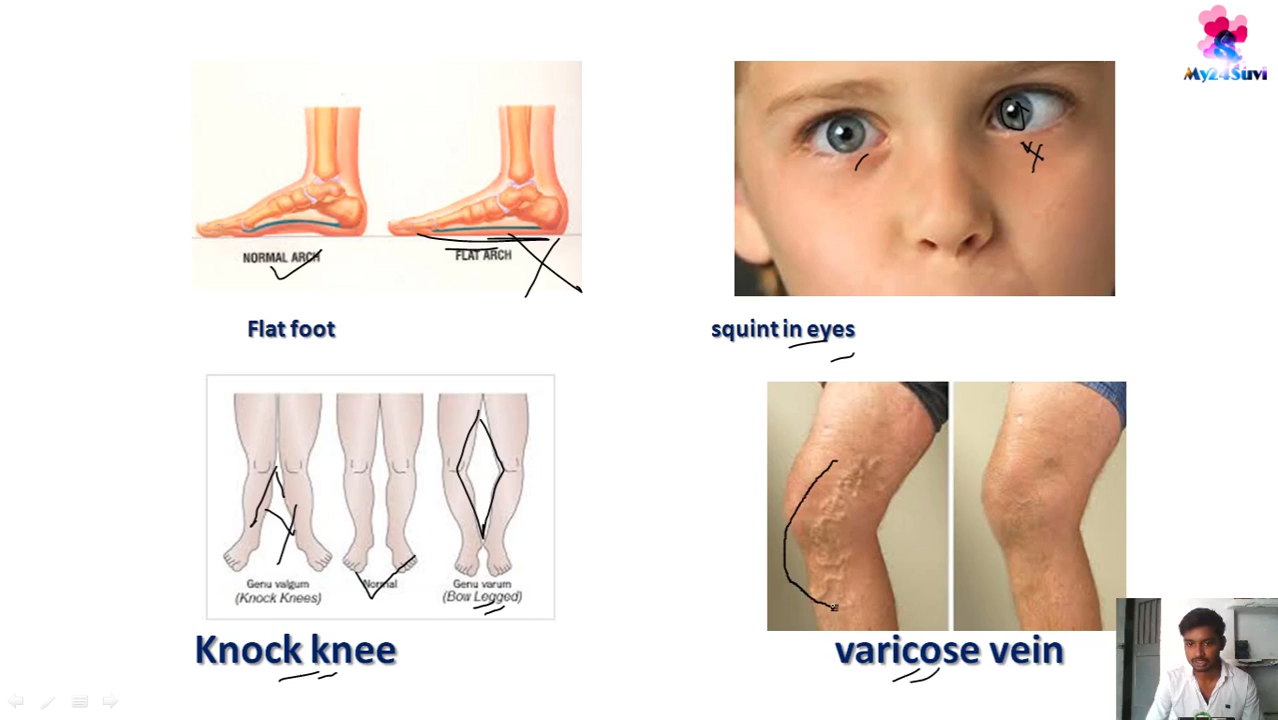 My24Suvi
NORMAL ARCH
FLAT ARCH
Flat foot
squint in eyes
Genu valgum
(Knock Knees)
Normal
Genu varum
(Bow Legged)
Knock knee
varicose vein